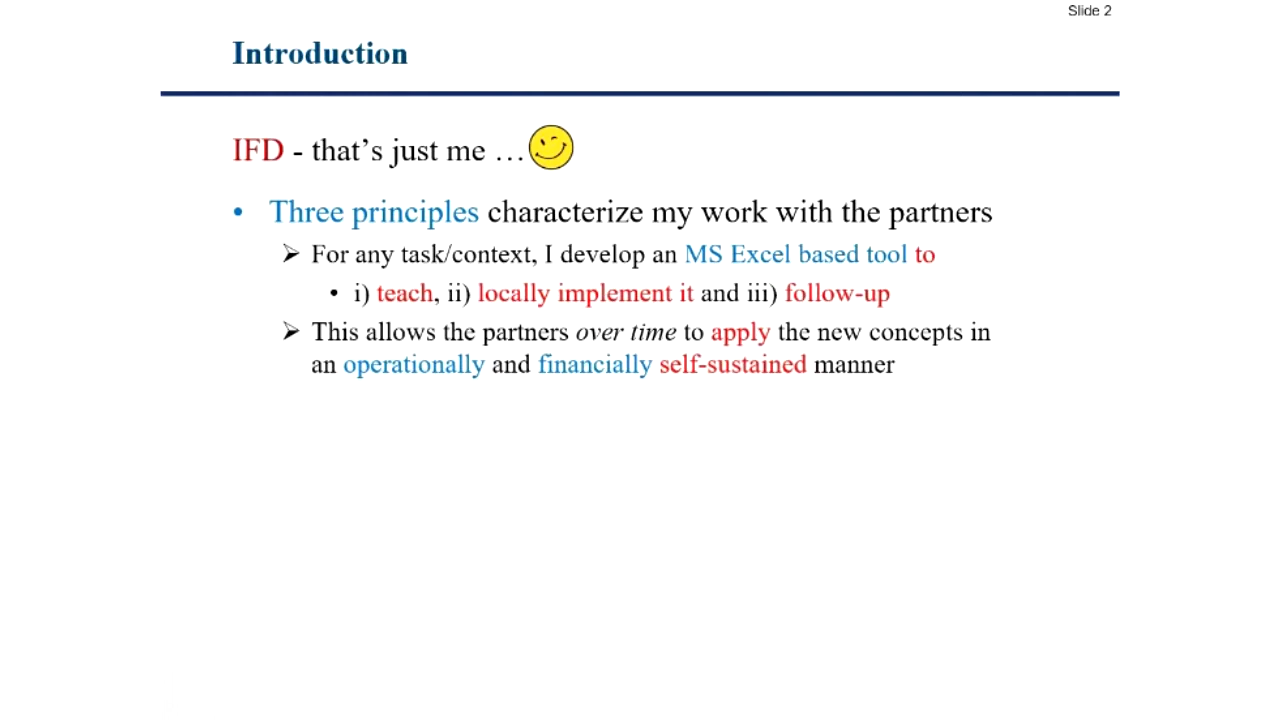 Slide 2
Introduction
IFD - that’s just me …
• Three principles characterize my work with the partners
➢ For any task/context, I develop an MS Excel based tool to
• i) teach, ii) locally implement it and iii) follow-up
➢ This allows the partners over time to apply the new concepts in
an operationally and financially self-sustained manner